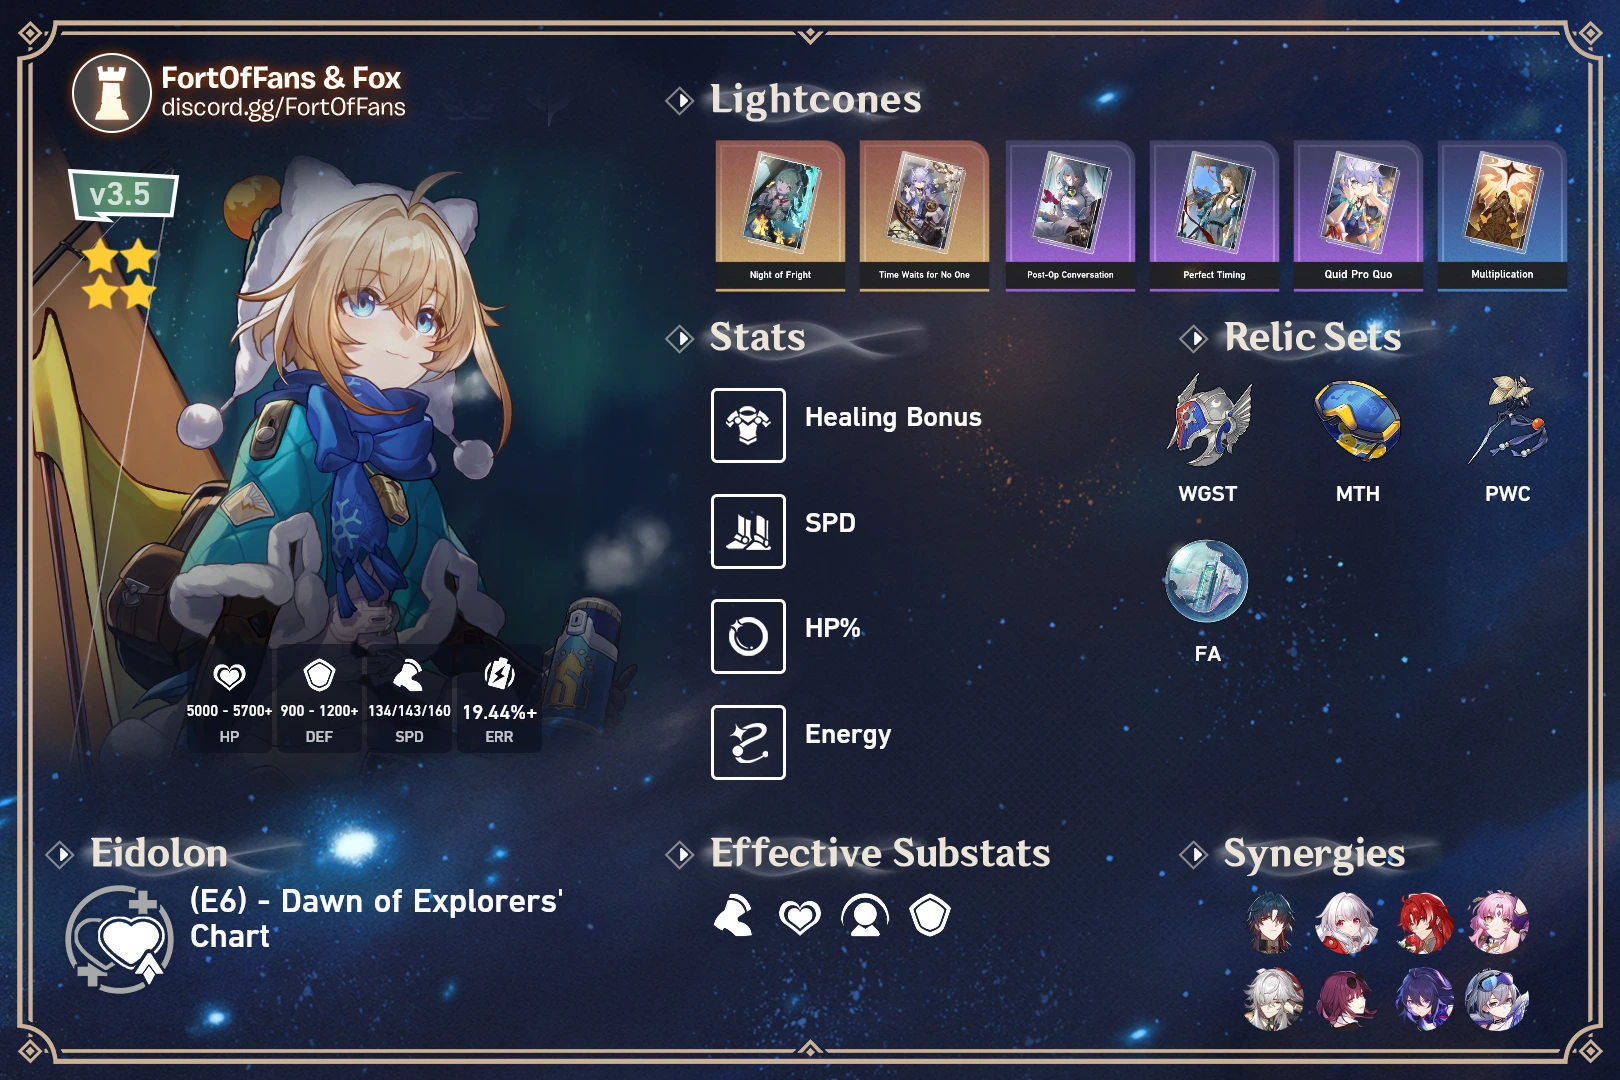 FortOfFans & Fox
discord.gg/FortOfFans
v3.5
5000 - 5700+
HP
900 - 1200+
DEF
134/143/160
SPD
19.44%+
ERR
Eidolon
(E6) - Dawn of Explorers'
Chart
Lightcones
Night of Fright
Time Waits for No One
Post-Op Conversation
Perfect Timing
Quid Pro Quo
Multiplication
Stats
Healing Bonus
SPD
HP%
Energy
Relic Sets
WGST
MTH
PWC
FA
Effective Substats
Synergies